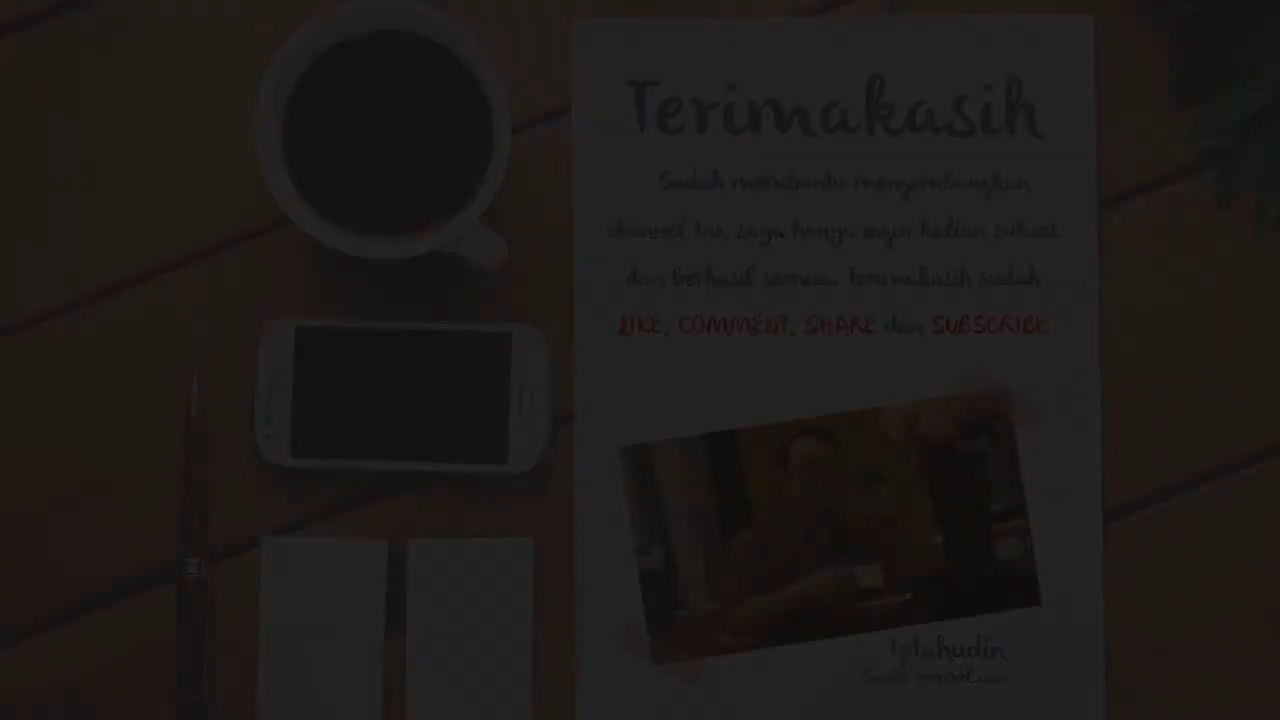 Terimakasih
Sudah membantu mengembangkan
channel ini, saya hanya ingin kalian sukses
dan berhasil semua. terimakasih sudah
LIKE, COMMENT, SHARE dan SUBSCRIBE
Iptahudin